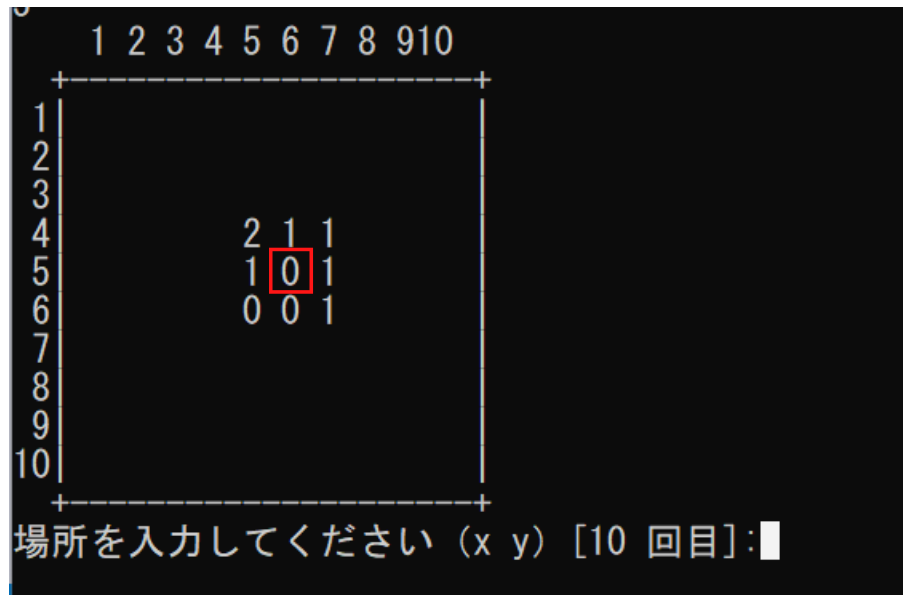 1 2 3 4 5 6 7 8 910
+---------------------+
1|                     |
2|                     |
3|                     |
4|         2 1 1       |
5|         1 0 1       |
6|         0 0 1       |
7|                     |
8|                     |
9|                     |
10|                     |
+---------------------+
場所を入力してください (x y) [10 回目]: